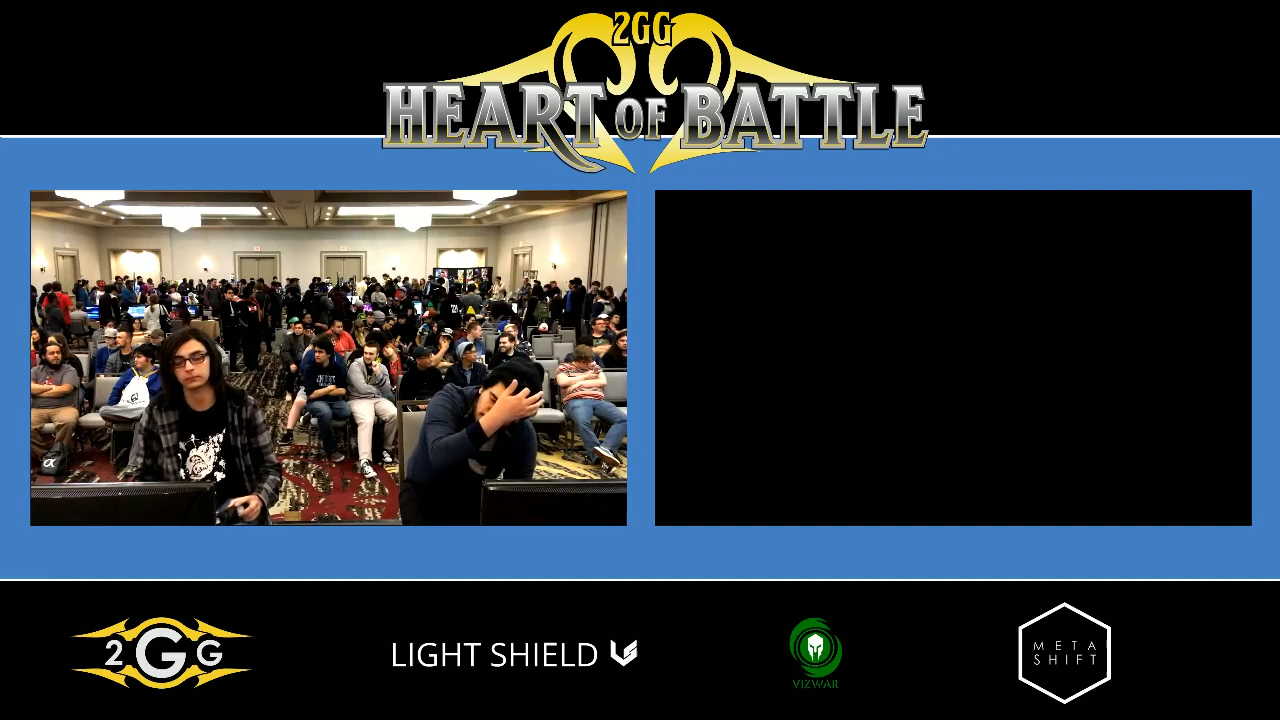 2GG
HEART OF BATTLE
α
2GG
LIGHT SHIELD
VIZWAR
META
SHIFT